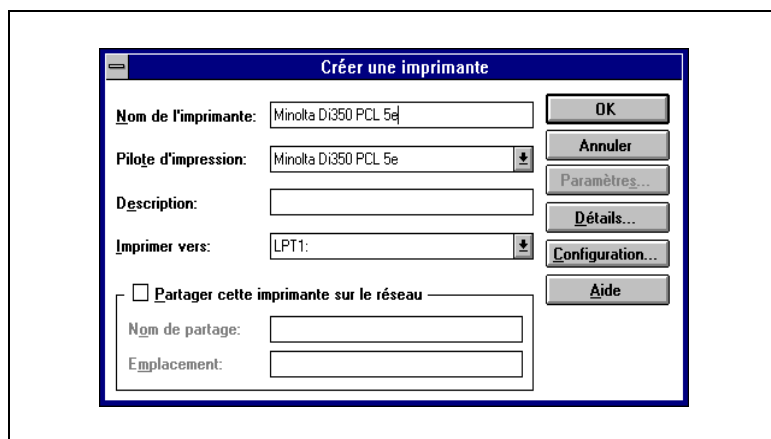 Créer une imprimante
Nom de l'imprimante: Minolta Di350 PCL 5e
Pilote d'impression: Minolta Di350 PCL 5e
Description:
Imprimer vers: LPT1:
Partager cette imprimante sur le réseau
Nom de partage:
Emplacement:
OK
Annuler
Paramètres...
Détails...
Configuration...
Aide